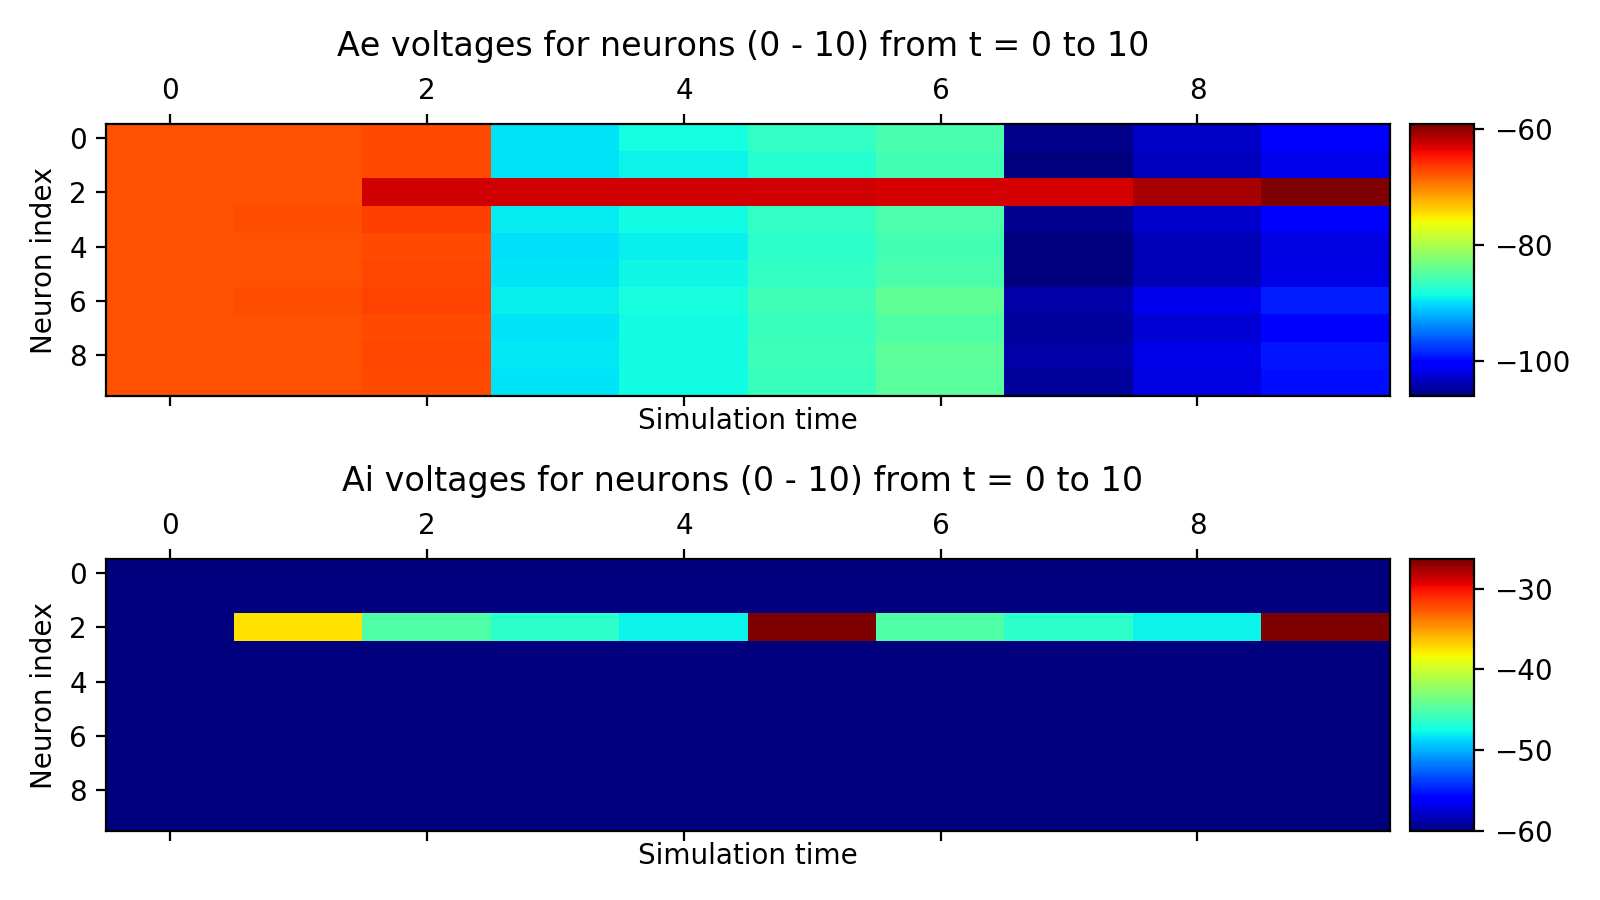 Ae voltages for neurons (0 - 10) from t = 0 to 10
0 2 4 6 8
Neuron index
0
2
4
6
8
Simulation time
−60
−80
−100
Ai voltages for neurons (0 - 10) from t = 0 to 10
0 2 4 6 8
Neuron index
0
2
4
6
8
Simulation time
−30
−40
−50
−60